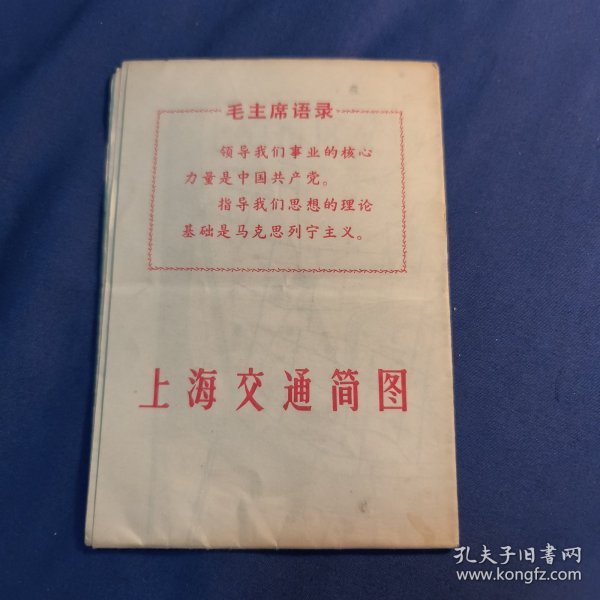 毛主席语录
领导我们事业的核心
力量是中国共产党。
指导我们思想的理论
基础是马克思列宁主义。
上海交通简图
孔夫子旧書网
www.kongfz.com